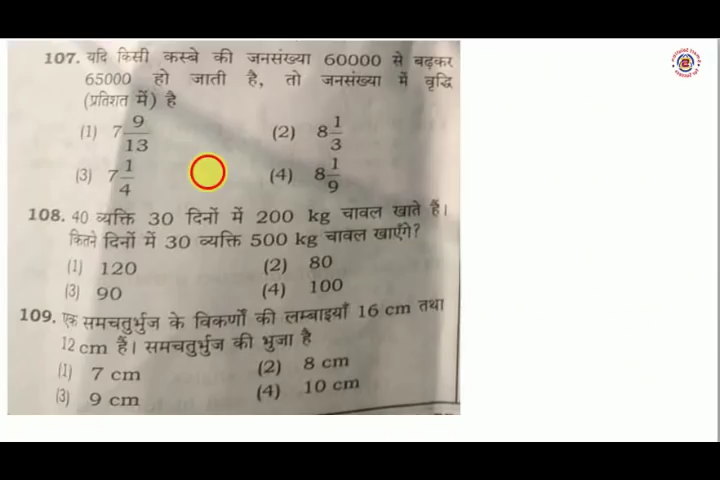 107. यदि किसी कस्बे की जनसंख्या 60000 से बढ़कर
65000 हो जाती है, तो जनसंख्या में वृद्धि
(प्रतिशत में) है
(1) 7 9/13 (2) 8 1/3
(3) 7 1/4 (4) 8 1/9
108. 40 व्यक्ति 30 दिनों में 200 kg चावल खाते हैं।
कितने दिनों में 30 व्यक्ति 500 kg चावल खाएँगे?
(1) 120 (2) 80
(3) 90 (4) 100
109. एक समचतुर्भुज के विकर्णों की लम्बाइयाँ 16 cm तथा
12 cm हैं। समचतुर्भुज की भुजा है
(1) 7 cm (2) 8 cm
(3) 9 cm (4) 10 cm